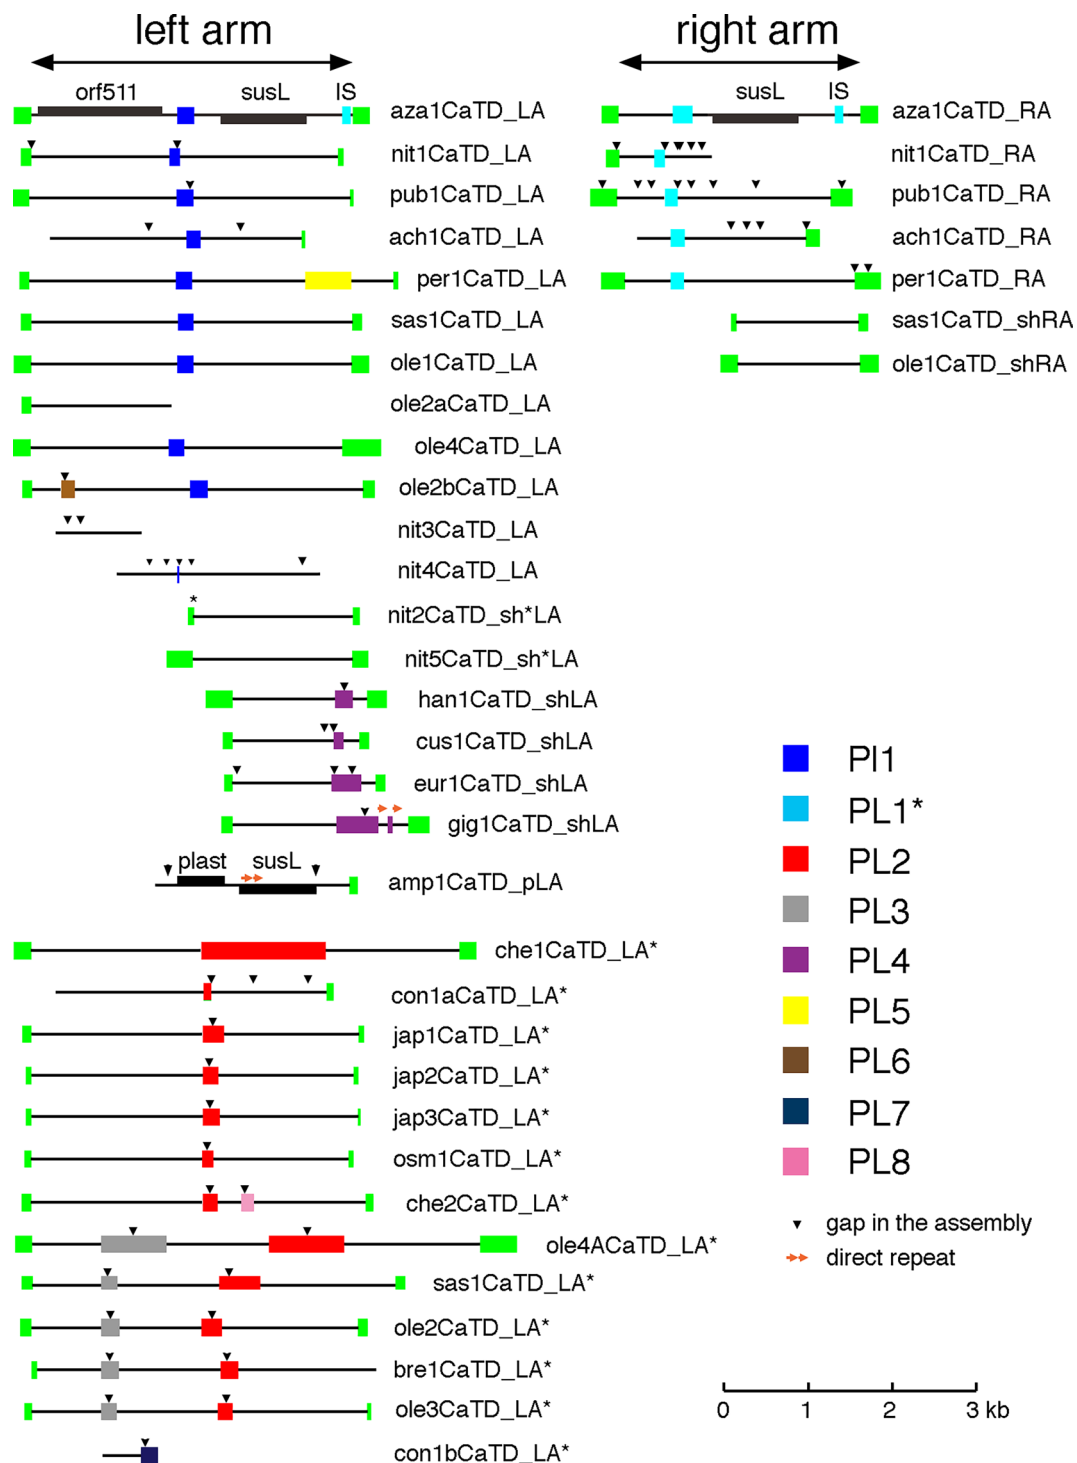 left arm
right arm
orf511 susL IS
susL IS
aza1CaTD_LA
aza1CaTD_RA
nit1CaTD_LA
nit1CaTD_RA
pub1CaTD_LA
pub1CaTD_RA
ach1CaTD_LA
ach1CaTD_RA
per1CaTD_LA
per1CaTD_RA
sas1CaTD_LA
sas1CaTD_shRA
ole1CaTD_LA
ole1CaTD_shRA
ole2aCaTD_LA
ole4CaTD_LA
ole2bCaTD_LA
nit3CaTD_LA
nit4CaTD_LA
*
nit2CaTD_sh*LA
nit5CaTD_sh*LA
han1CaTD_shLA
cus1CaTD_shLA
eur1CaTD_shLA
gig1CaTD_shLA
plast susL
amp1CaTD_pLA
che1CaTD_LA*
con1aCaTD_LA*
jap1CaTD_LA*
jap2CaTD_LA*
jap3CaTD_LA*
osm1CaTD_LA*
che2CaTD_LA*
ole4ACaTD_LA*
sas1CaTD_LA*
ole2CaTD_LA*
bre1CaTD_LA*
ole3CaTD_LA*
con1bCaTD_LA*
Pl1
PL1*
PL2
PL3
PL4
PL5
PL6
PL7
PL8
gap in the assembly
direct repeat
0 1 2 3 kb